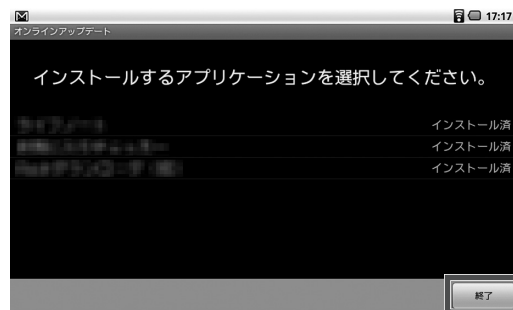 17:17
オンラインアップデート
インストールするアプリケーションを選択してください。
インストール済
インストール済
インストール済
終了